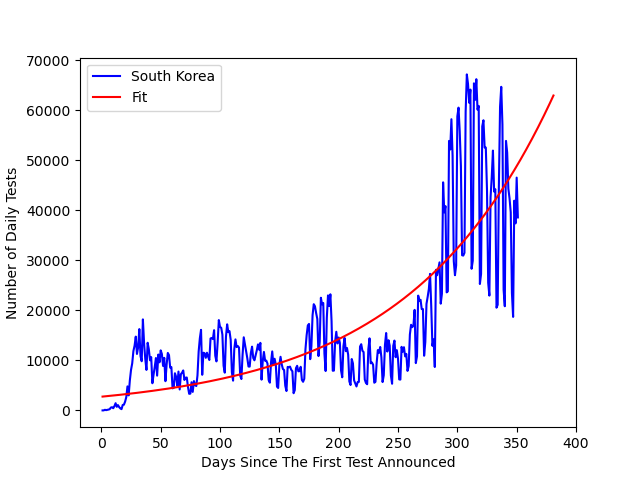 70000
60000
50000
40000
30000
20000
10000
0
Number of Daily Tests
South Korea
Fit
0 50 100 150 200 250 300 350 400
Days Since The First Test Announced